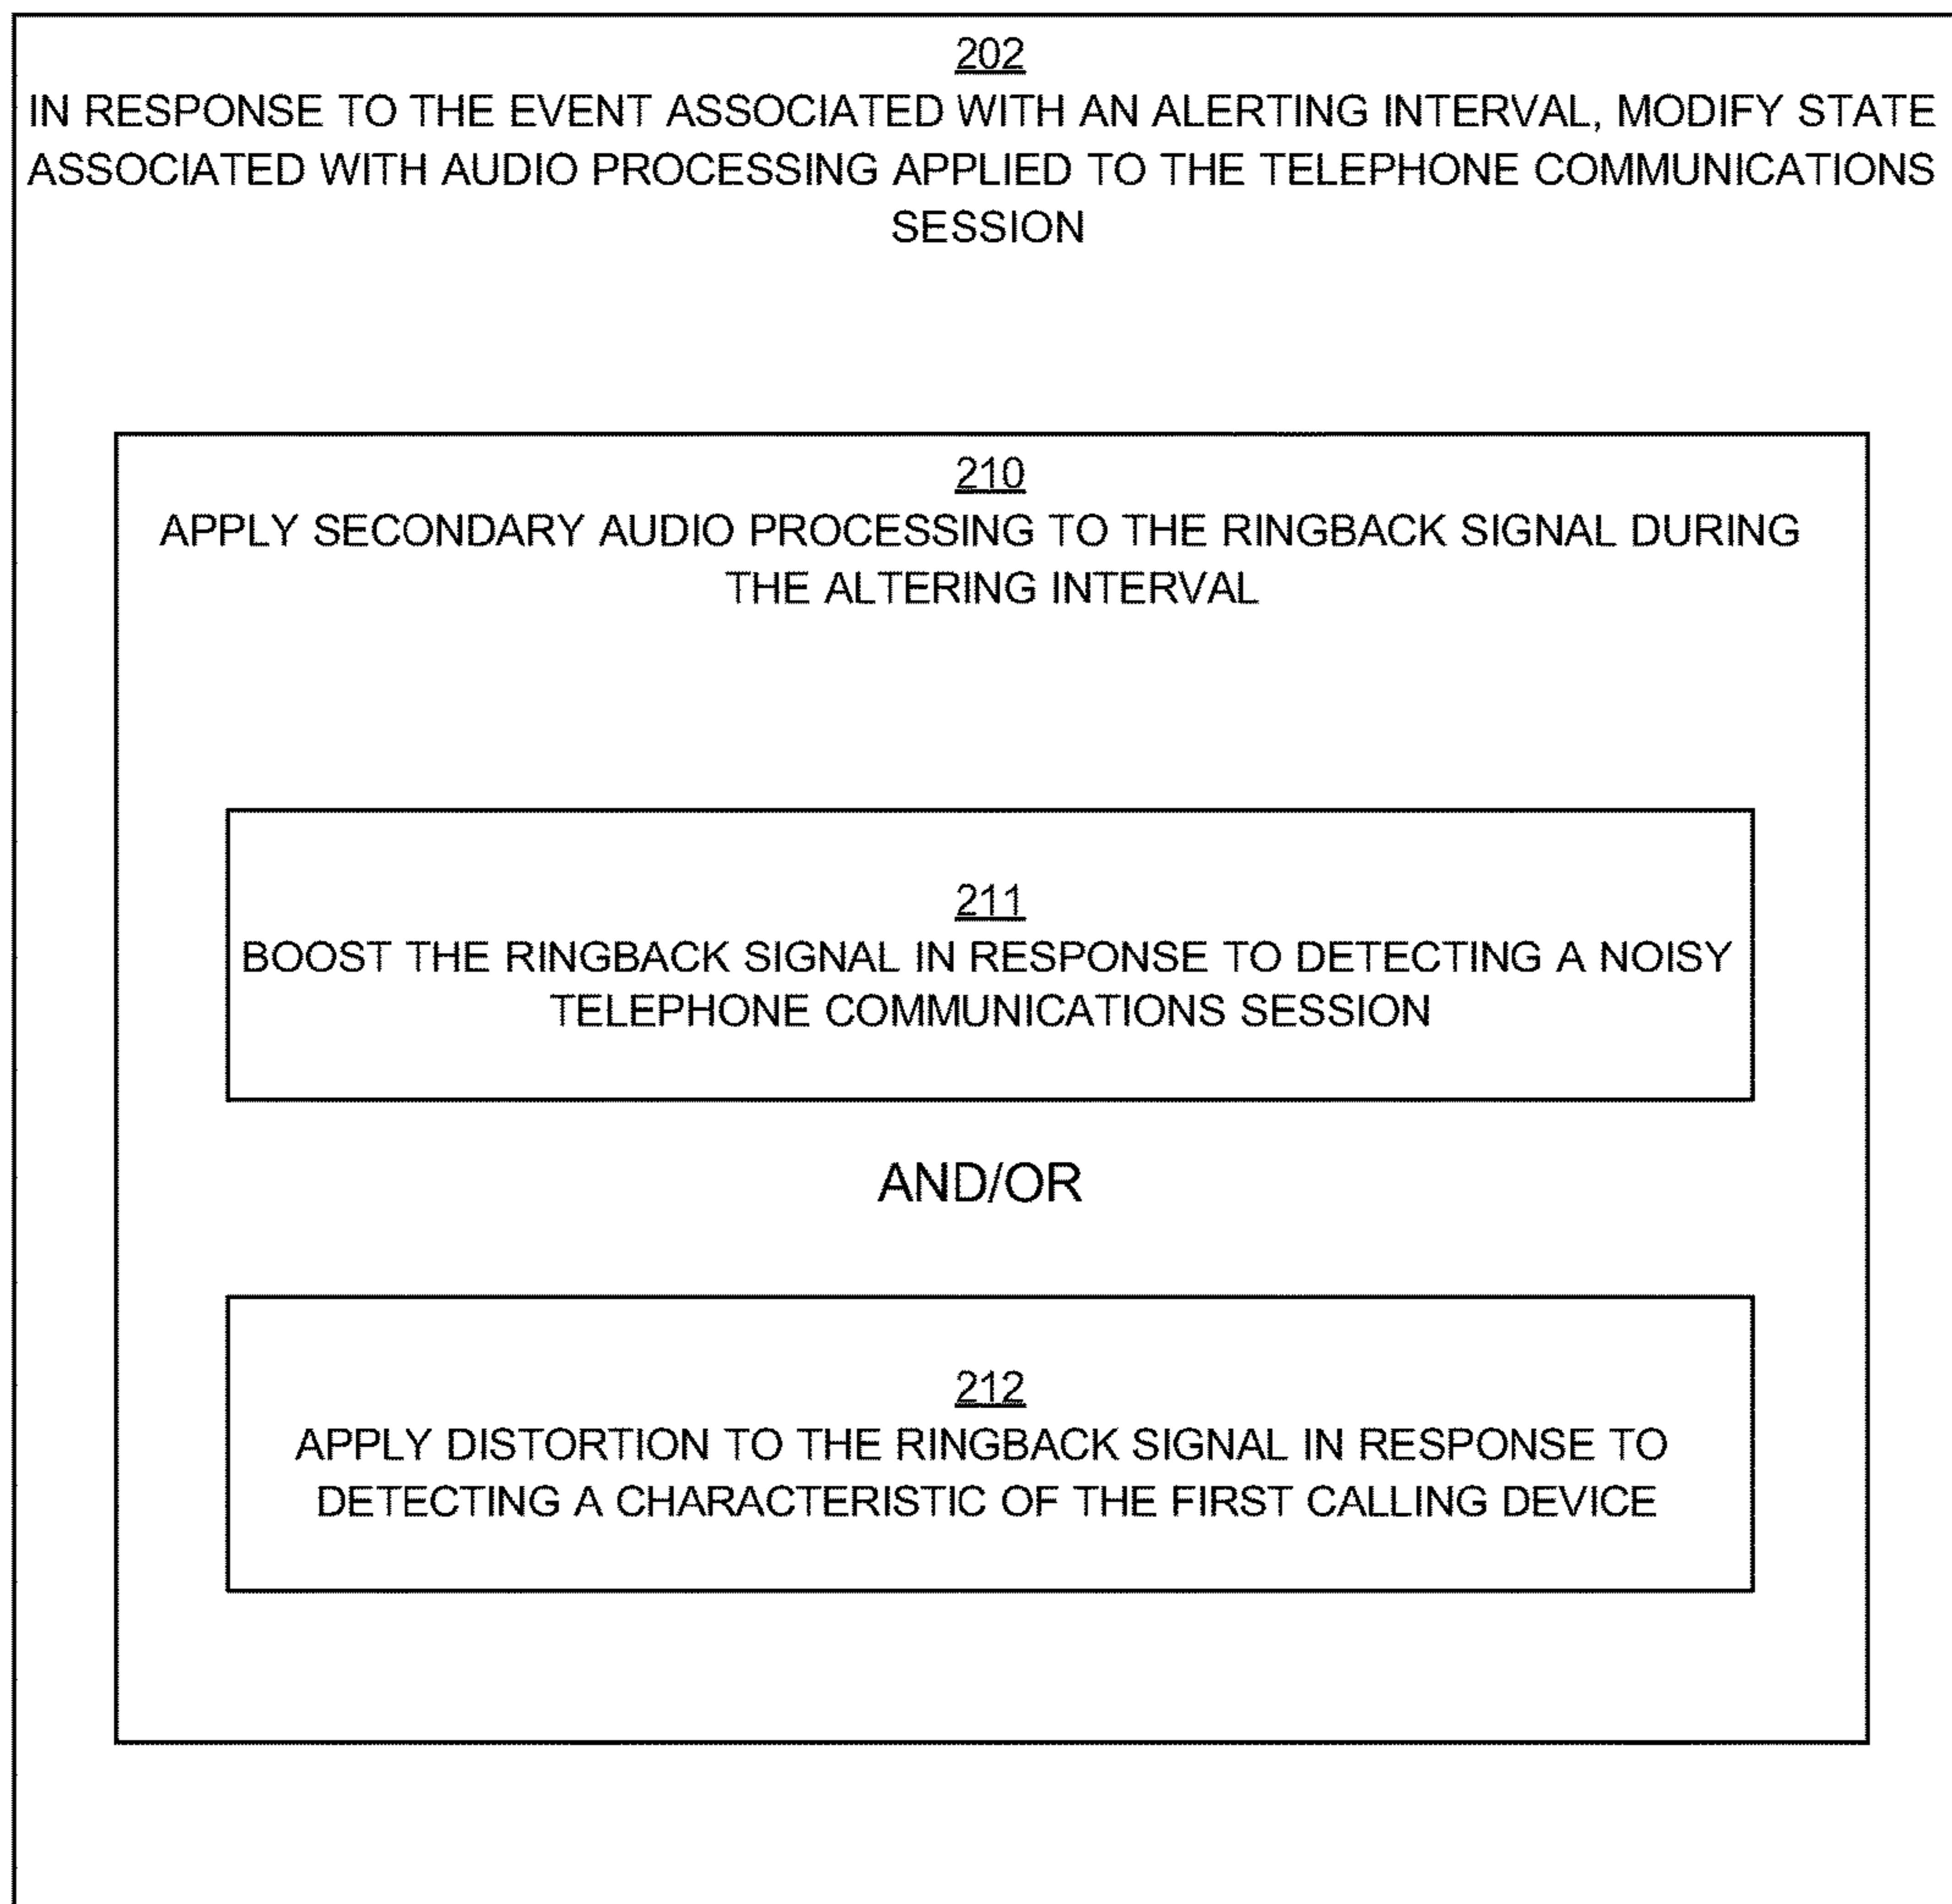 202
IN RESPONSE TO THE EVENT ASSOCIATED WITH AN ALERTING INTERVAL, MODIFY STATE
ASSOCIATED WITH AUDIO PROCESSING APPLIED TO THE TELEPHONE COMMUNICATIONS
SESSION
210
APPLY SECONDARY AUDIO PROCESSING TO THE RINGBACK SIGNAL DURING
THE ALTERING INTERVAL
211
BOOST THE RINGBACK SIGNAL IN RESPONSE TO DETECTING A NOISY
TELEPHONE COMMUNICATIONS SESSION
AND/OR
212
APPLY DISTORTION TO THE RINGBACK SIGNAL IN RESPONSE TO
DETECTING A CHARACTERISTIC OF THE FIRST CALLING DEVICE